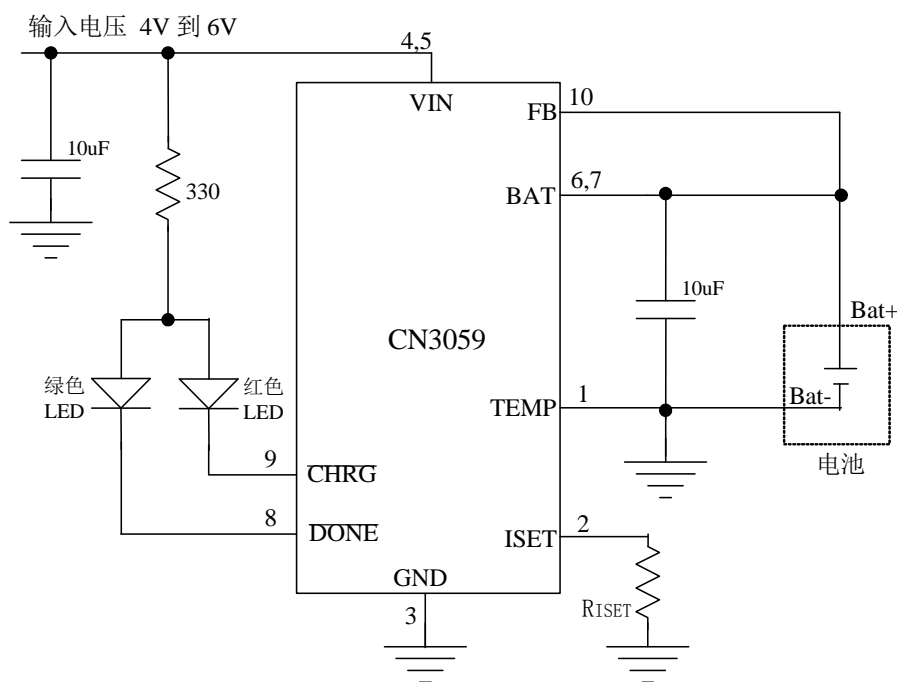 输入电压 4V 到 6V
4,5
VIN
FB
10
10uF
330
BAT
6,7
10uF
Bat+
CN3059
绿色
LED
红色
LED
TEMP
1
Bat-
电池
9
CHRG
8
DONE
ISET
2
GND
3
RISET